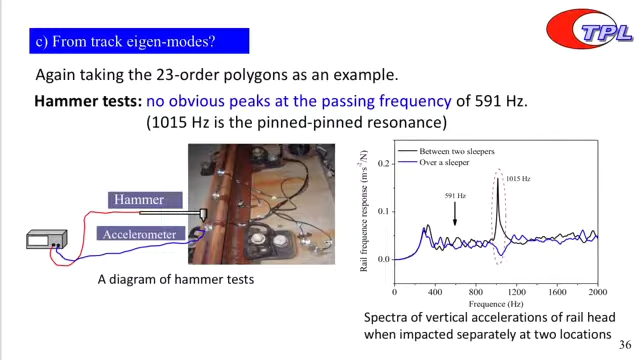 c) From track eigen-modes?
TPL
Again taking the 23-order polygons as an example.
Hammer tests: no obvious peaks at the passing frequency of 591 Hz.
(1015 Hz is the pinned-pinned resonance)
Hammer
Accelerometer
A diagram of hammer tests
Rail frequency response (m·s⁻²/N)
0.2
0.1
0.0
Between two sleepers
Over a sleeper
1015 Hz
591 Hz
0 400 800 1200 1600 2000
Frequency (Hz)
Spectra of vertical accelerations of rail head
when impacted separately at two locations
36